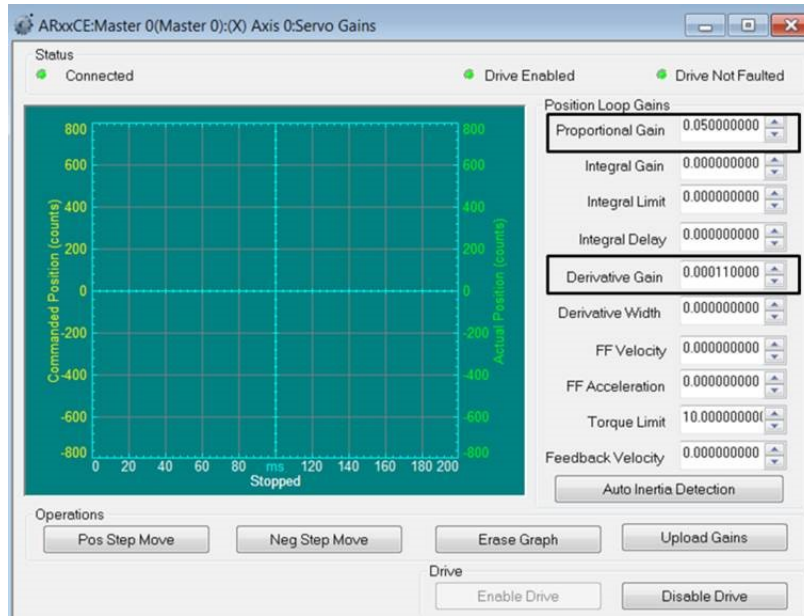 ARxxCE:Master 0(Master 0):(X) Axis 0:Servo Gains
Status
Connected
Drive Enabled
Drive Not Faulted
Commanded Position (counts)
800
600
400
200
0
-200
-400
-600
-800
800
600
400
200
0
-200
-400
-600
-800
Actual Position (counts)
0 20 40 60 80 ms 120 140 160 180 200
Stopped
Position Loop Gains
Proportional Gain 0.050000000
Integral Gain 0.000000000
Integral Limit 0.000000000
Integral Delay 0.000000000
Derivative Gain 0.000110000
Derivative Width 0.000000000
FF Velocity 0.000000000
FF Acceleration 0.000000000
Torque Limit 10.00000000(
Feedback Velocity 0.000000000
Auto Inertia Detection
Operations
Pos Step Move
Neg Step Move
Erase Graph
Upload Gains
Drive
Enable Drive
Disable Drive